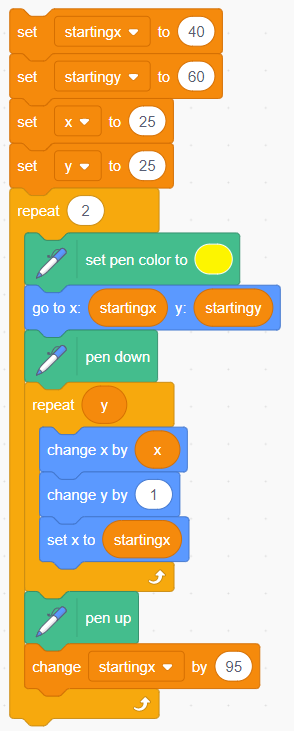 set startingx to 40
set startingy to 60
set x to 25
set y to 25
repeat 2
set pen color to
go to x: startingx y: startingy
pen down
repeat y
change x by x
change y by 1
set x to startingx
pen up
change startingx by 95